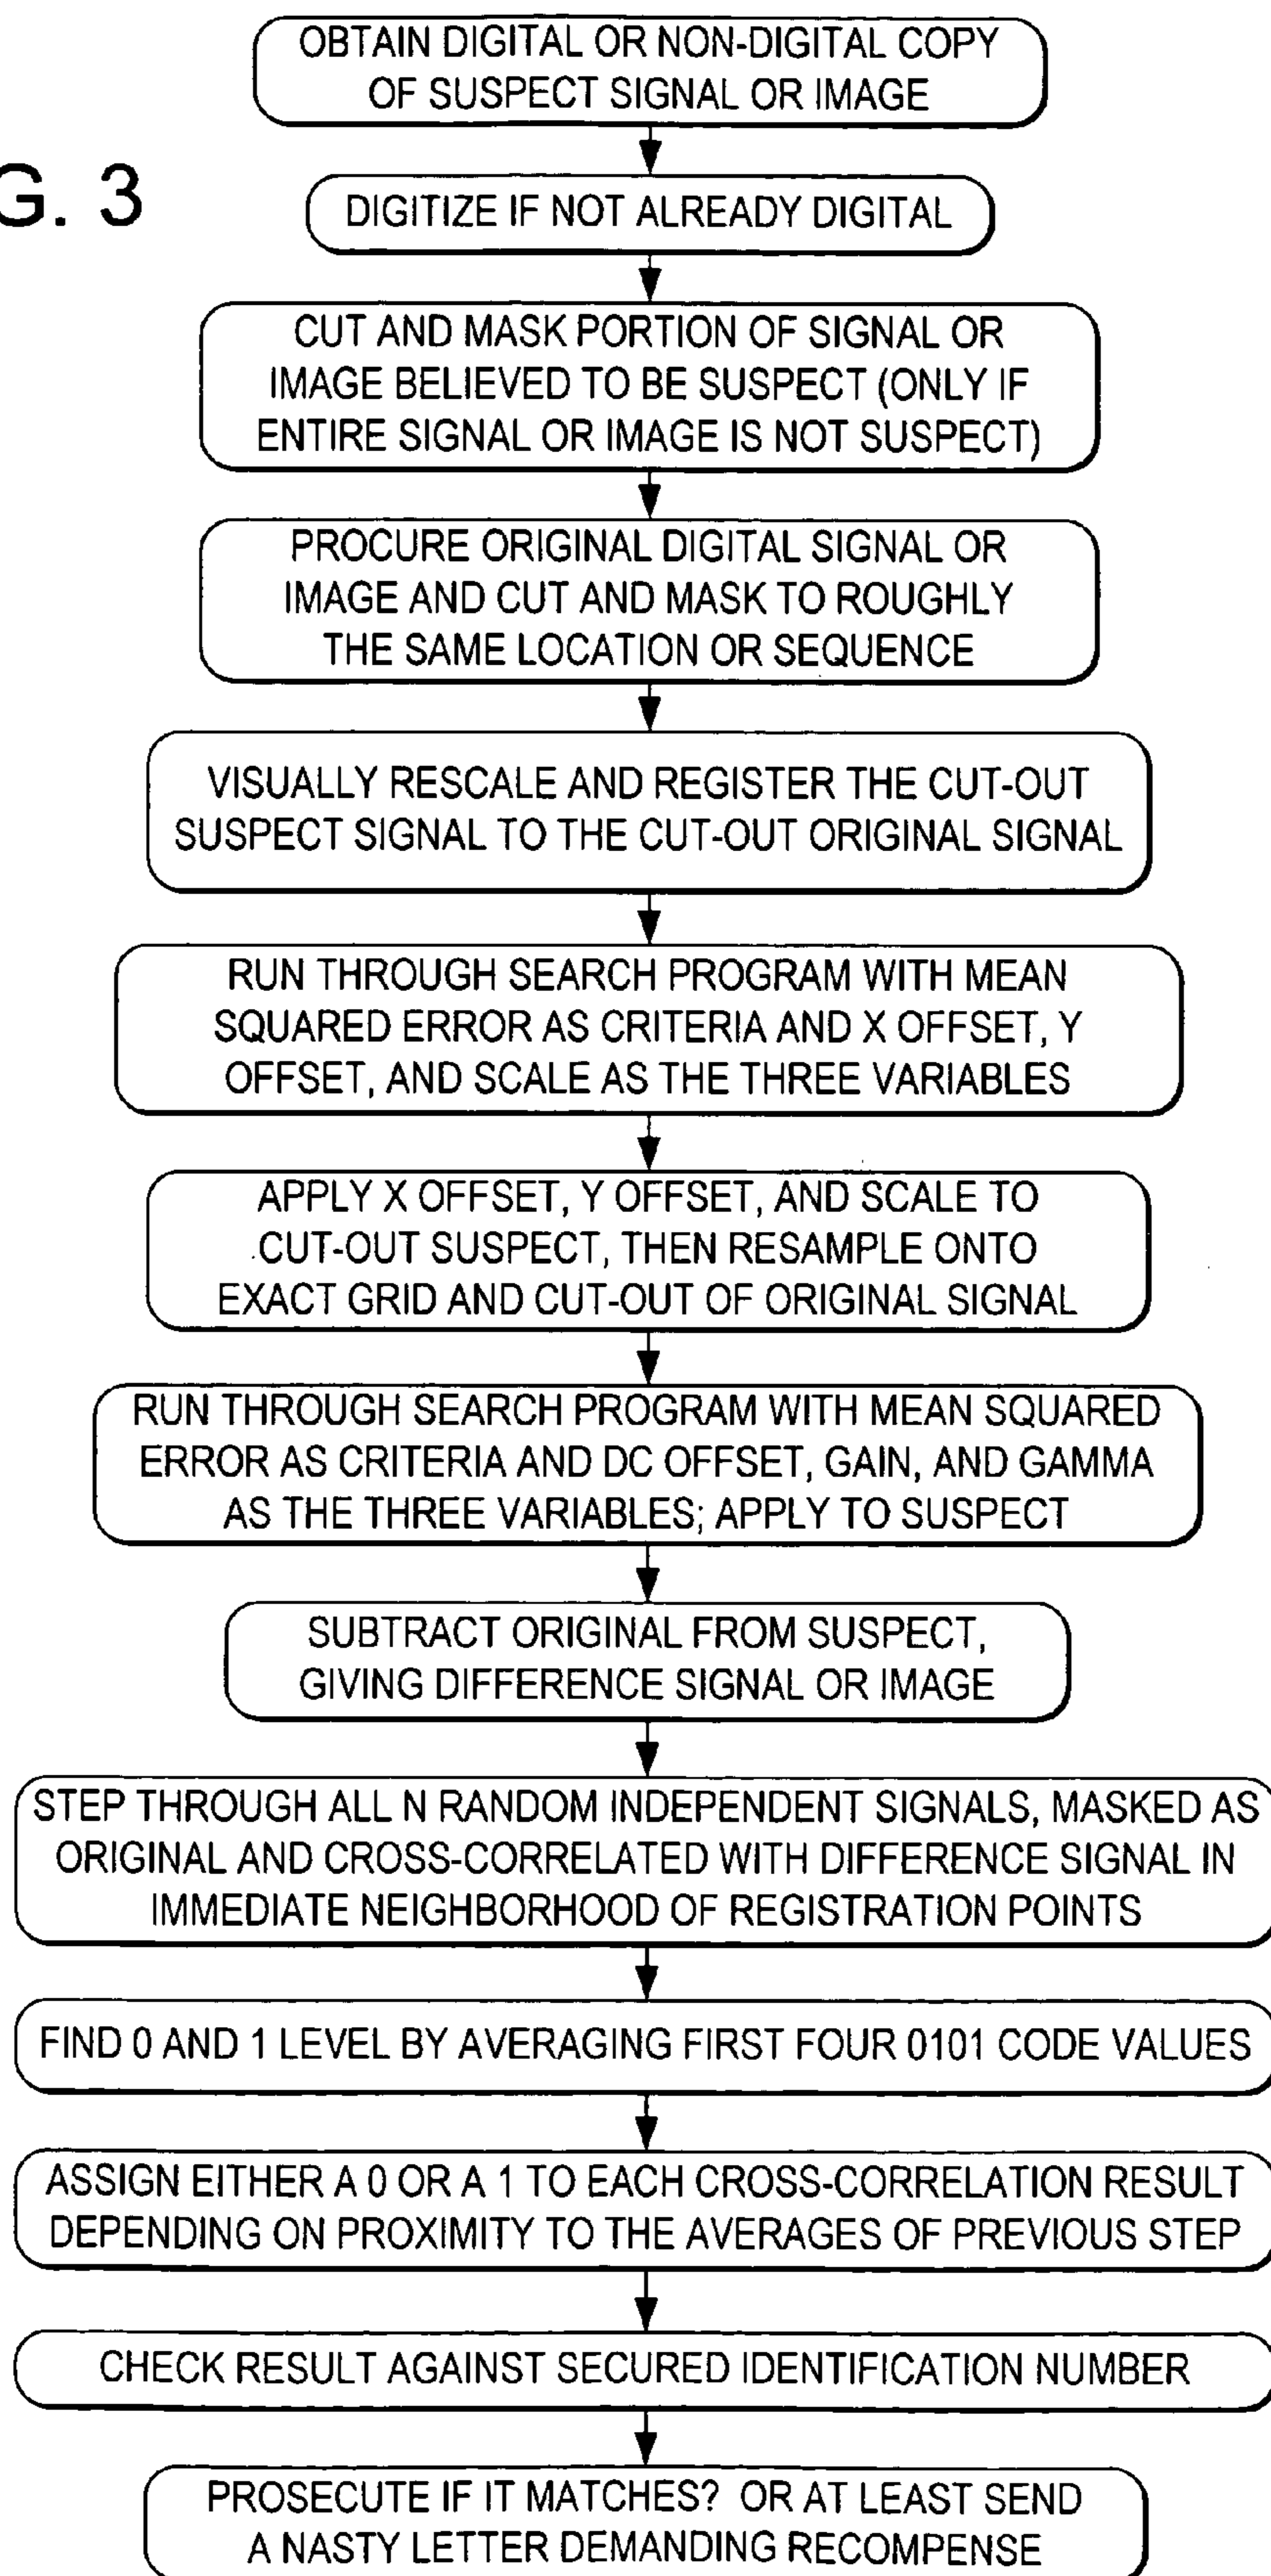 OBTAIN DIGITAL OR NON-DIGITAL COPY
OF SUSPECT SIGNAL OR IMAGE
G. 3
DIGITIZE IF NOT ALREADY DIGITAL
CUT AND MASK PORTION OF SIGNAL OR
IMAGE BELIEVED TO BE SUSPECT (ONLY IF
ENTIRE SIGNAL OR IMAGE IS NOT SUSPECT)
PROCURE ORIGINAL DIGITAL SIGNAL OR
IMAGE AND CUT AND MASK TO ROUGHLY
THE SAME LOCATION OR SEQUENCE
VISUALLY RESCALE AND REGISTER THE CUT-OUT
SUSPECT SIGNAL TO THE CUT-OUT ORIGINAL SIGNAL
RUN THROUGH SEARCH PROGRAM WITH MEAN
SQUARED ERROR AS CRITERIA AND X OFFSET, Y
OFFSET, AND SCALE AS THE THREE VARIABLES
APPLY X OFFSET, Y OFFSET, AND SCALE TO
CUT-OUT SUSPECT, THEN RESAMPLE ONTO
EXACT GRID AND CUT-OUT OF ORIGINAL SIGNAL
RUN THROUGH SEARCH PROGRAM WITH MEAN SQUARED
ERROR AS CRITERIA AND DC OFFSET, GAIN, AND GAMMA
AS THE THREE VARIABLES; APPLY TO SUSPECT
SUBTRACT ORIGINAL FROM SUSPECT,
GIVING DIFFERENCE SIGNAL OR IMAGE
STEP THROUGH ALL N RANDOM INDEPENDENT SIGNALS, MASKED AS
ORIGINAL AND CROSS-CORRELATED WITH DIFFERENCE SIGNAL IN
IMMEDIATE NEIGHBORHOOD OF REGISTRATION POINTS
FIND 0 AND 1 LEVEL BY AVERAGING FIRST FOUR 0101 CODE VALUES
ASSIGN EITHER A 0 OR A 1 TO EACH CROSS-CORRELATION RESULT
DEPENDING ON PROXIMITY TO THE AVERAGES OF PREVIOUS STEP
CHECK RESULT AGAINST SECURED IDENTIFICATION NUMBER
PROSECUTE IF IT MATCHES? OR AT LEAST SEND
A NASTY LETTER DEMANDING RECOMPENSE